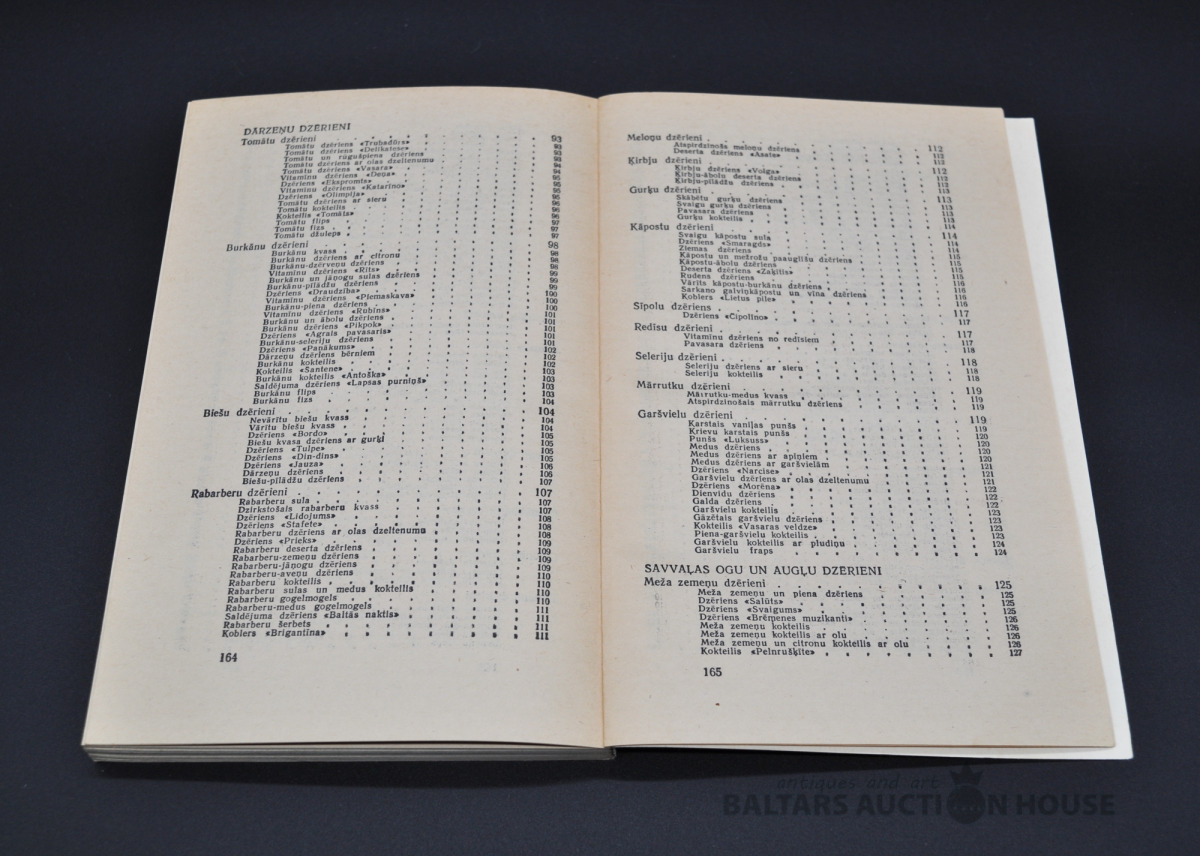 DĀRZEŅU DZĒRIENI
Tomātu dzērieni 93
Tomātu dzēriens «Trubadūrs» 93
Tomātu dzēriens «Delikatese» 93
Tomātu un rūgušpiena dzēriens 93
Tomātu dzēriens ar olas dzeltenumu 94
Tomātu dzēriens «Vasara» 94
Vitamīnu dzēriens «Dena» 95
Dzēriens «Ekspromts» 95
Vitamīnu dzēriens «Katarīno» 95
Dzēriens «Olimpija» 95
Tomātu dzēriens ar sieru 96
Tomātu kokteilis 96
Kokteilis «Tomāts» 96
Tomātu flips 97
Tomātu fizs 97
Tomātu džuleps 97
Burkānu dzērieni 98
Burkānu kvass 98
Burkānu dzēriens ar citronu 98
Burkānu-dzērveņu dzēriens 98
Vitamīnu dzēriens «Rīts» 99
Burkānu un jāņogu sulas dzēriens 99
Burkānu-pīlādžu dzēriens 99
Dzēriens «Draudzība» 100
Vitamīnu dzēriens «Piemaskava» 100
Burkānu-piena dzēriens 100
Vitamīnu dzēriens «Rubīns» 101
Burkānu un ābolu dzēriens 101
Burkānu dzēriens «Pikpok» 101
Dzēriens «Agrais pavasaris» 101
Burkānu-seleriju dzēriens 101
Dzēriens «Panākums» 102
Dārzeņu dzēriens bērniem 102
Burkānu kokteilis 102
Kokteilis «Santene» 103
Burkānu kokteilis «Antoška» 103
Saldējuma dzēriens «Lapsas purniņš» 103
Burkānu flips 103
Burkānu fizs 104
Biešu dzērieni 104
Nevārītu biešu kvass 104
Vārītu biešu kvass 104
Dzēriens «Bordo» 105
Biešu kvasa dzēriens ar gurķi 105
Dzēriens «Tulpe» 105
Dzēriens «Din-dins» 105
Dzēriens «Jauza» 106
Dārzeņu dzēriens 106
Biešu-pīlādžu dzēriens 107
Rabarberu dzērieni 107
Rabarberu sula 107
Dzirkstošais rabarberu kvass 107
Dzēriens «Lidojums» 108
Dzēriens «Stafete» 108
Rabarberu dzēriens ar olas dzeltenumu 108
Dzēriens «Prieks» 109
Rabarberu deserta dzēriens 109
Rabarberu-zemeņu dzēriens 109
Rabarberu-jāņogu dzēriens 109
Rabarberu-aveņu dzēriens 110
Rabarberu kokteilis 110
Rabarberu sulas un medus kokteilis 110
Rabarberu gogelmogels 110
Rabarberu-medus gogelmogels 111
Saldējuma dzēriens «Baltās naktis» 111
Rabarberu šerbets 111
Koblers «Brigantīna» 111
164
Meloņu dzērieni 112
Atspirdzinošs meloņu dzēriens 112
Deserta dzēriens «Asais» 112
Ķirbju dzērieni 112
Ķirbju dzēriens «Volga» 112
Ķirbju-ābolu deserta dzēriens 112
Ķirbju-pīlādžu dzēriens 113
Gurķu dzērieni 113
Skābētu gurķu dzēriens 113
Svaigu gurķu dzēriens 113
Pavasara dzēriens 113
Gurķu kokteilis 114
Kāpostu dzērieni 114
Svaigu kāpostu sula 114
Dzēriens «Smaragds» 114
Ziemas dzēriens 115
Kāpostu un mežrožu paaugļišu dzēriens 115
Kāpostu-ābolu dzēriens 115
Deserta dzēriens «Zaķītis» 115
Rudens dzēriens 116
Vārīts kāpostu-burkānu dzēriens 116
Sarkano galviņkāpostu un vīna dzēriens 116
Koblers «Lietus pile» 116
Sīpolu dzērieni 117
Dzēriens «Cipolīno» 117
Redīsu dzērieni 117
Vitamīnu dzēriens no redīsiem 117
Pavasara dzēriens 118
Seleriju dzērieni 118
Seleriju dzēriens ar sieru 118
Seleriju kokteilis 118
Mārrutku dzērieni 119
Mārrutku-medus kvass 119
Atspirdzinošais mārrutku dzēriens 119
Garšvielu dzērieni 119
Karstais vaniļas punšs 119
Krievu karstais punšs 120
Punšs «Luksuss» 120
Medus dzēriens 120
Medus dzēriens ar apiņiem 120
Medus dzēriens ar garšvielām 121
Dzēriens «Narcise» 121
Garšvielu dzēriens ar olas dzeltenumu 121
Dzēriens «Morēna» 122
Dienvidu dzēriens 122
Galda dzēriens 122
Garšvielu kokteilis 123
Gāzētais garšvielu dzēriens 123
Kokteilis «Vasaras veldze» 123
Piena-garšvielu kokteilis 123
Garšvielu kokteilis ar pludiņu 124
Garšvielu fraps 124
SAVVAĻAS OGU UN AUGĻU DZĒRIENI
Meža zemeņu dzērieni 125
Meža zemeņu un piena dzēriens 125
Dzēriens «Salūts» 125
Dzēriens «Svaigums» 125
Dzēriens «Brēmenes muzikanti» 126
Meža zemeņu kokteilis 126
Meža zemeņu kokteilis ar olu 126
Meža zemeņu un citronu kokteilis ar olu 126
Kokteilis «Pelnrušķīte» 127
165
antiques and art
BALTARS AUCTION HOUSE